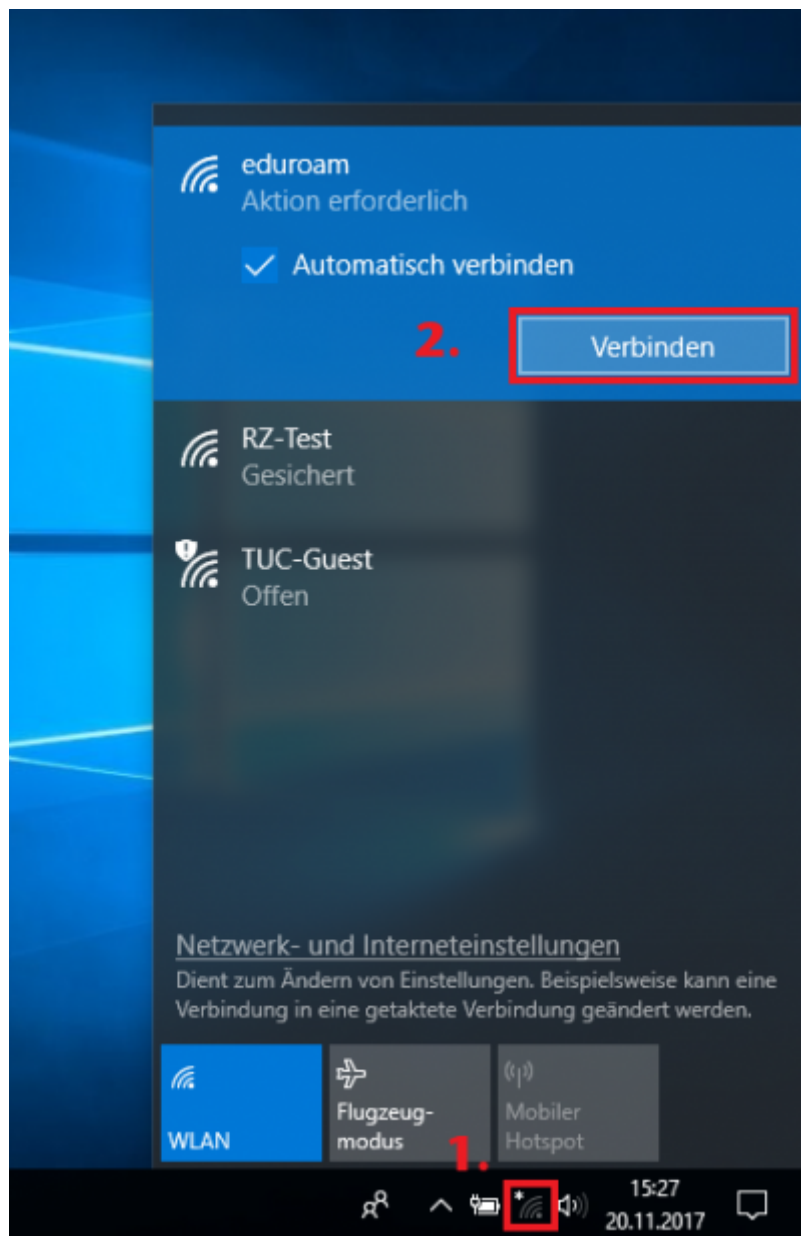 eduroam
Aktion erforderlich
Automatisch verbinden
2.
Verbinden
RZ-Test
Gesichert
TUC-Guest
Offen
Netzwerk- und Interneteinstellungen
Dient zum Ändern von Einstellungen. Beispielsweise kann eine
Verbindung in eine getaktete Verbindung geändert werden.
WLAN
Flugzeug-
modus
Mobiler
Hotspot
1.
15:27
20.11.2017